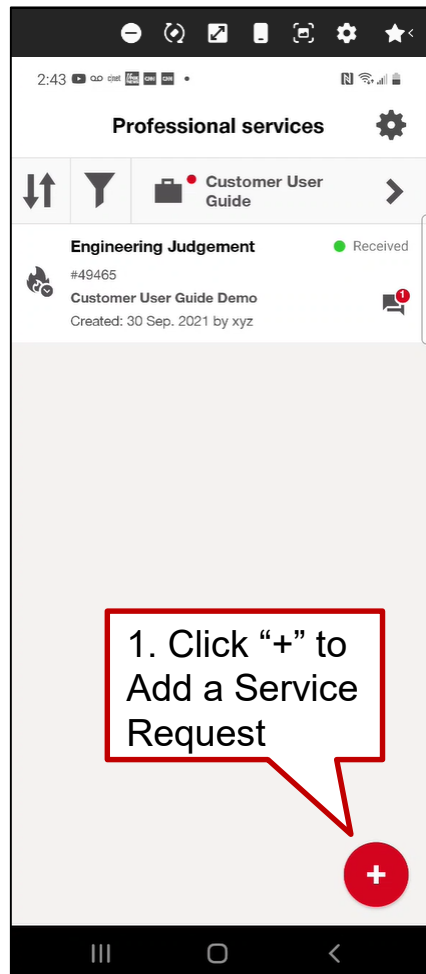 2:43
Professional services
Customer User
Guide
Engineering Judgement
Received
#49465
Customer User Guide Demo
1
Created: 30 Sep. 2021 by xyz
1. Click “+” to
Add a Service
Request
+